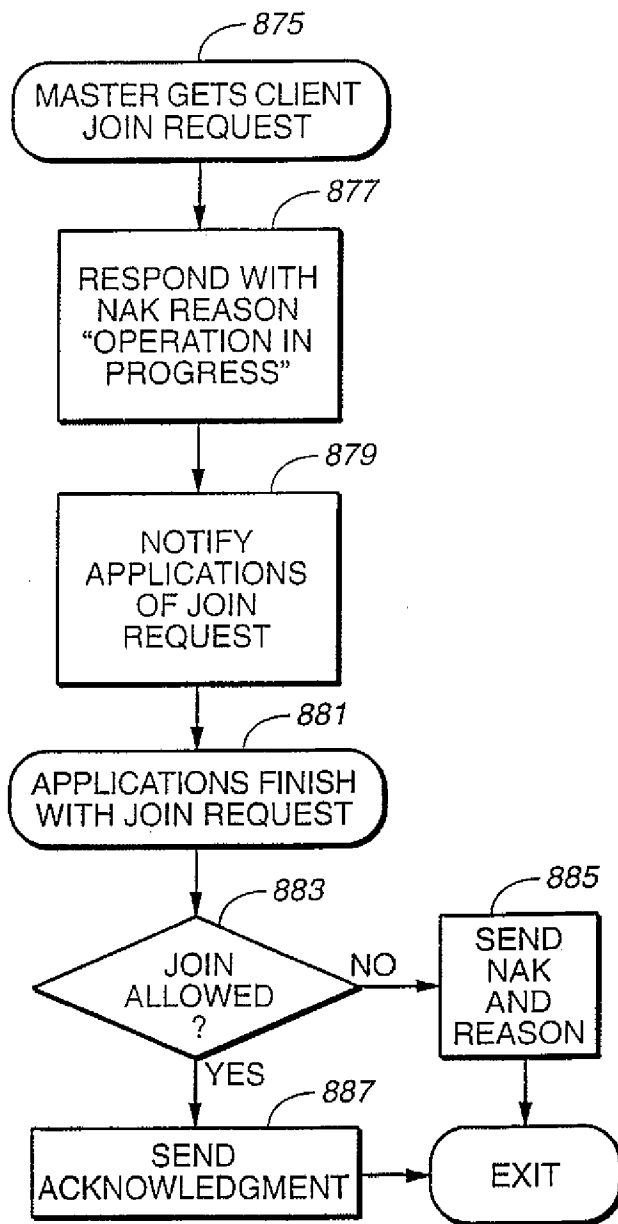 875
MASTER GETS CLIENT
JOIN REQUEST
877
RESPOND WITH
NAK REASON
“OPERATION IN
PROGRESS”
879
NOTIFY
APPLICATIONS
OF JOIN
REQUEST
881
APPLICATIONS FINISH
WITH JOIN REQUEST
883
JOIN
ALLOWED
?
NO
885
SEND
NAK
AND
REASON
YES
887
SEND
ACKNOWLEDGMENT
EXIT